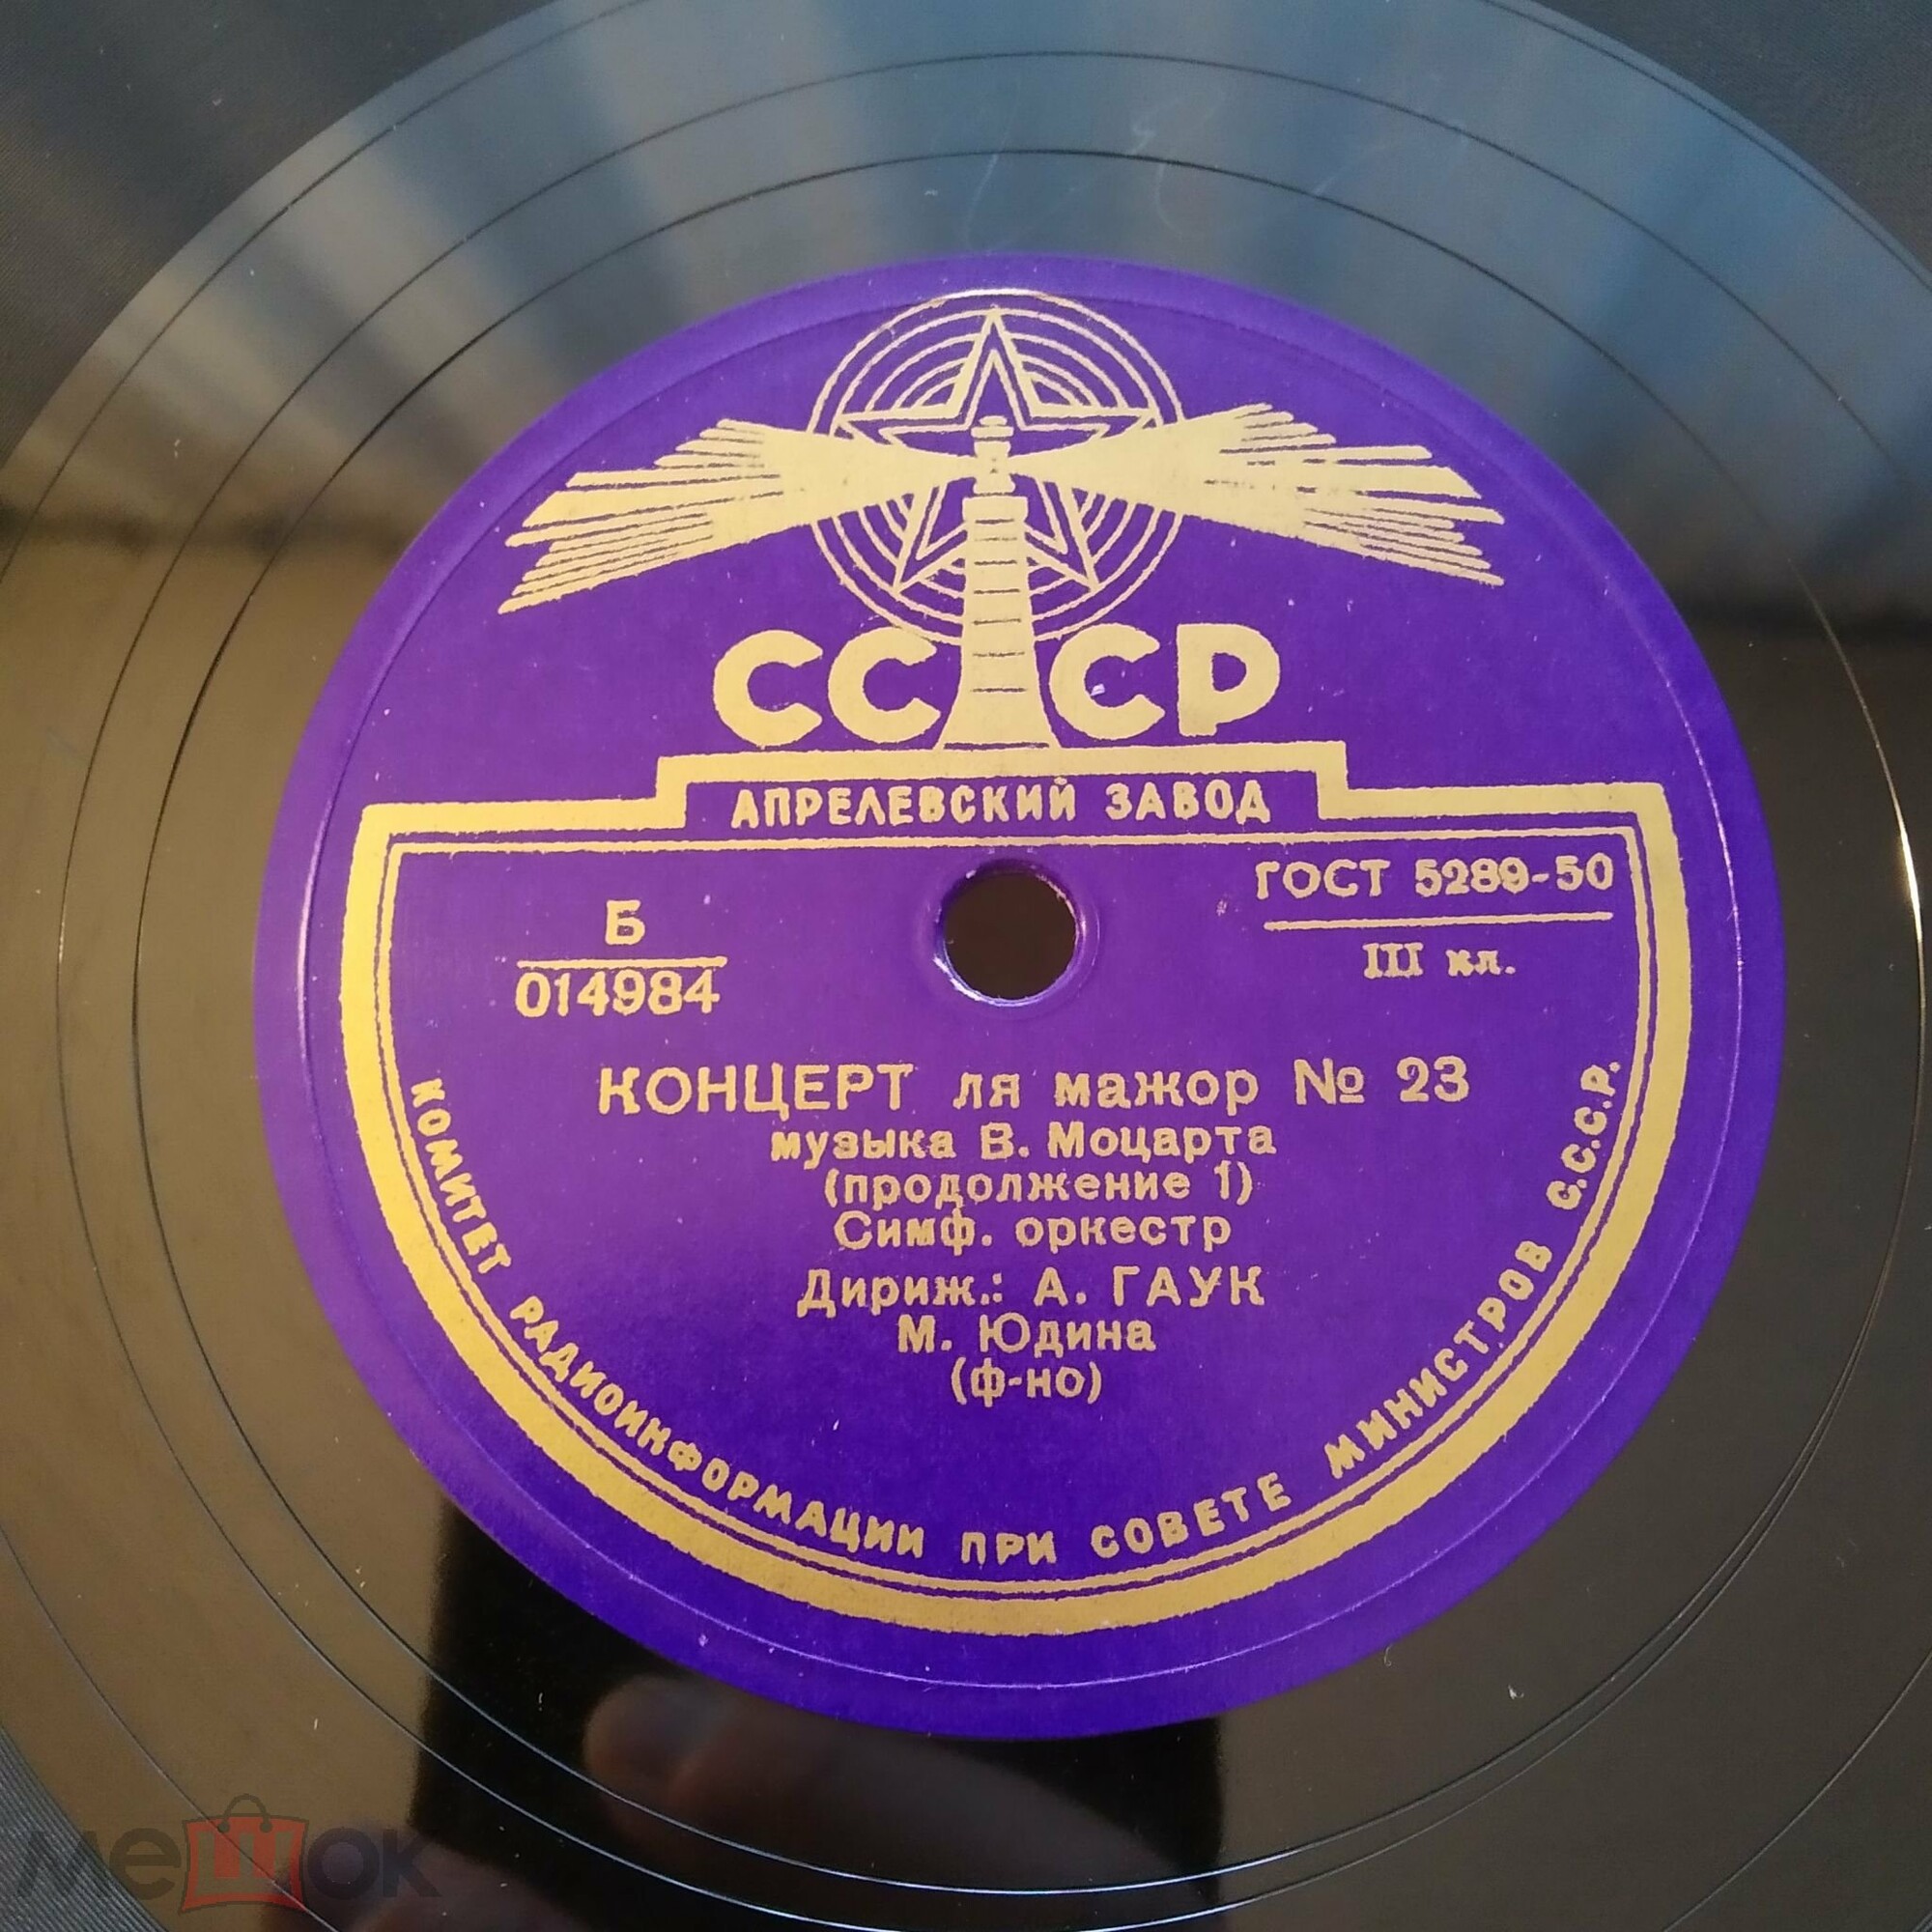 СССР
АПРЕЛЕВСКИЙ ЗАВОД
ГОСТ 5289-50
III кл.
Б
014984
КОНЦЕРТ ля мажор № 23
музыка В. Моцарта
(продолжение 1)
Симф. оркестр
Дириж.: А. ГАУК
М. Юдина
(ф-но)
КОМИТЕТ РАДИОИНФОРМАЦИИ ПРИ СОВЕТЕ МИНИСТРОВ С.С.С.Р.
мешок